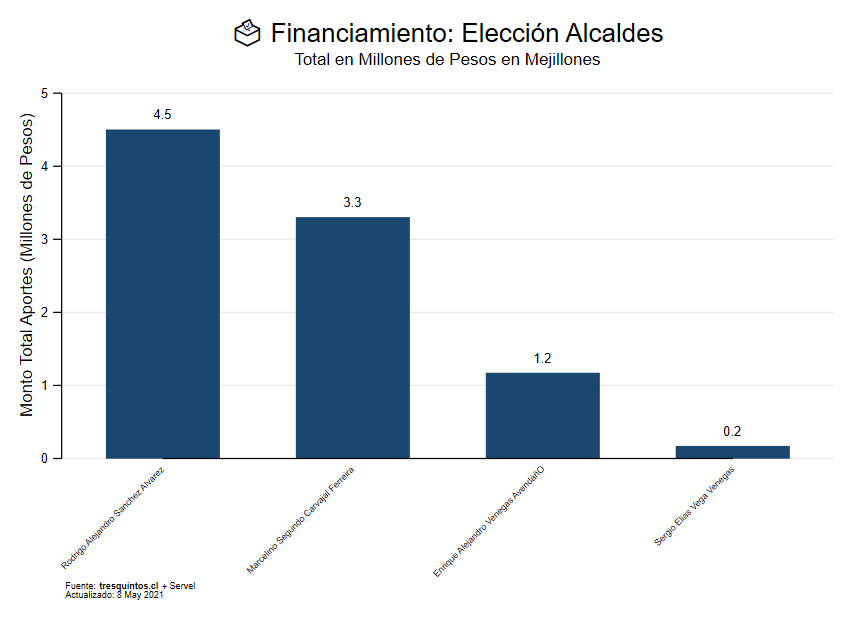 Financiamiento: Elección Alcaldes
Total en Millones de Pesos en Mejillones
Monto Total Aportes (Millones de Pesos)
5
4
3
2
1
0
4.5
3.3
1.2
0.2
Rodrigo Alejandro Sanchez Alvarez
Marcelino Segundo Carvajal Ferreira
Enrique Alejandro Venegas AvendañO
Sergio Elias Vega Venegas
Fuente: tresquintos.cl + Servel
Actualizado: 8 May 2021